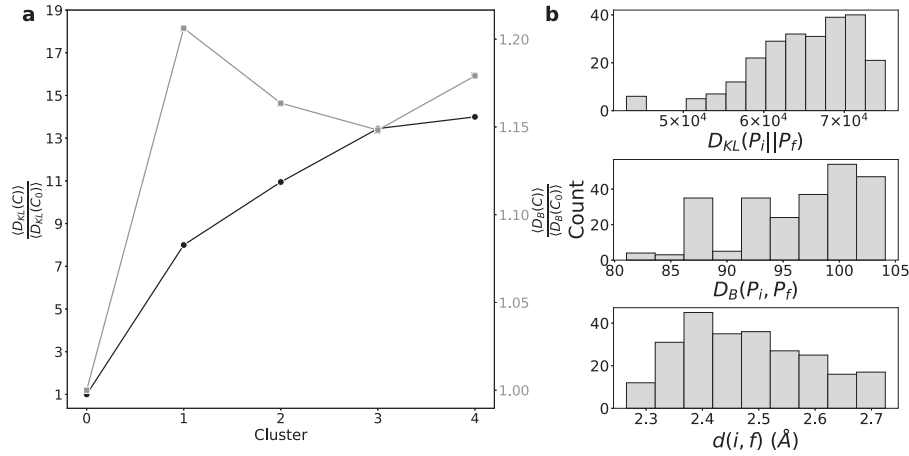 a
19
17
15
13
11
9
7
5
3
1
⟨D_KL(C)⟩
⟨D_KL(C_0)⟩
0 1 2 3 4
Cluster
1.20
1.15
1.10
1.05
1.00
⟨D_B(C)⟩
⟨D_B(C_0)⟩
b
40
20
0
5×10^4 6×10^4 7×10^4
D_KL(P_i||P_f)
Count
40
20
0
80 85 90 95 100 105
D_B(P_i, P_f)
40
20
0
2.3 2.4 2.5 2.6 2.7
d(i, f) (Å)